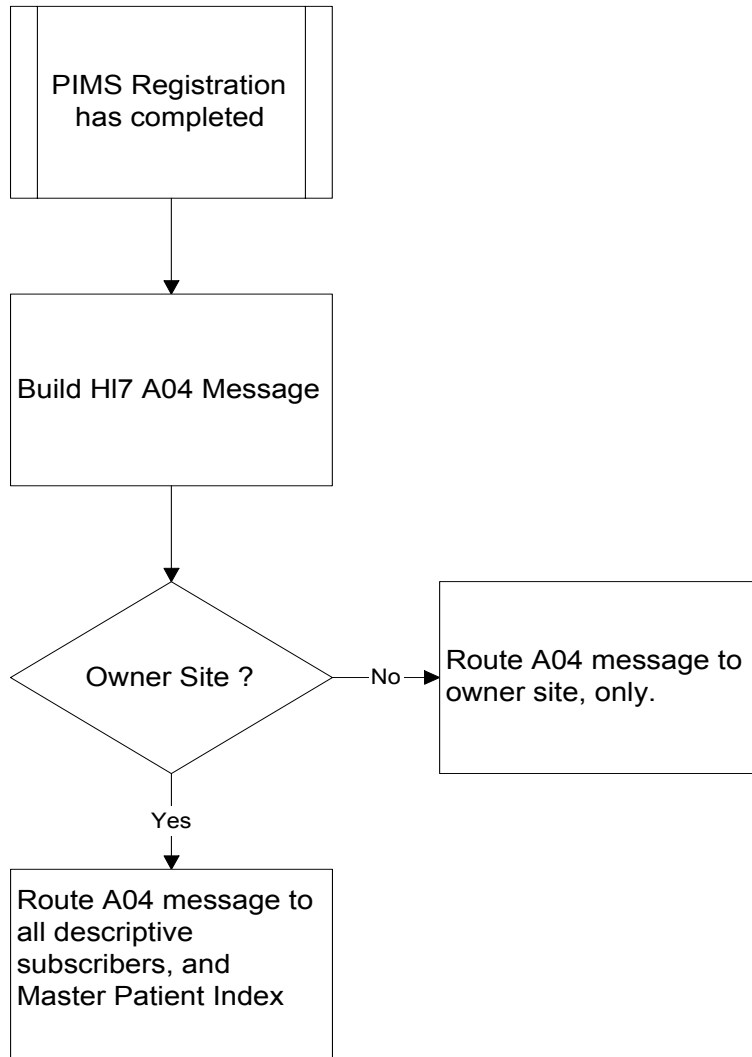 PIMS Registration
has completed
Build Hl7 A04 Message
Owner Site ?
No
Route A04 message to
owner site, only.
Yes
Route A04 message to
all descriptive
subscribers, and
Master Patient Index